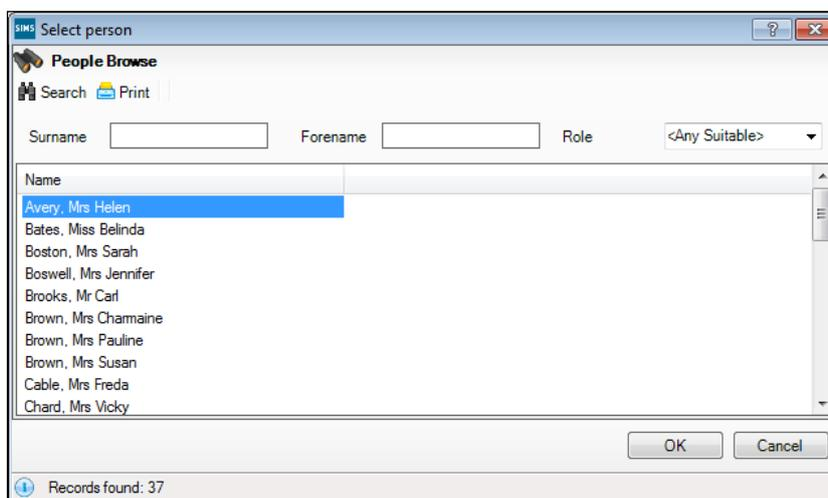 SIMS Select person
People Browse
Search Print
Surname Forename Role <Any Suitable>
Name
Avery, Mrs Helen
Bates, Miss Belinda
Boston, Mrs Sarah
Boswell, Mrs Jennifer
Brooks, Mr Carl
Brown, Mrs Charmaine
Brown, Mrs Pauline
Brown, Mrs Susan
Cable, Mrs Freda
Chard, Mrs Vicky
OK Cancel
Records found: 37